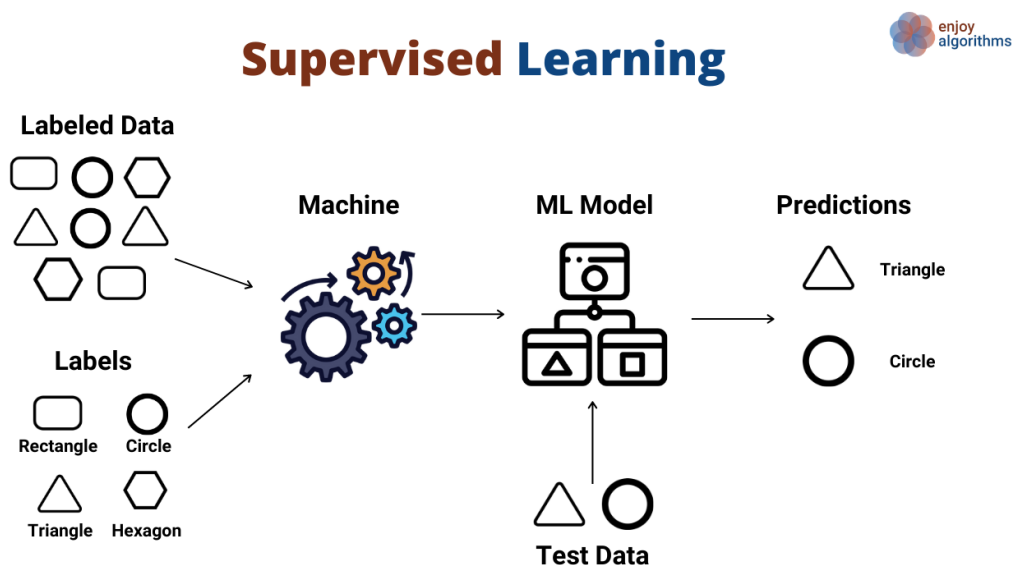 enjoy
algorithms
Supervised Learning
Labeled Data
Machine
ML Model
Predictions
Triangle
Circle
Labels
Rectangle
Circle
Triangle
Hexagon
Test Data